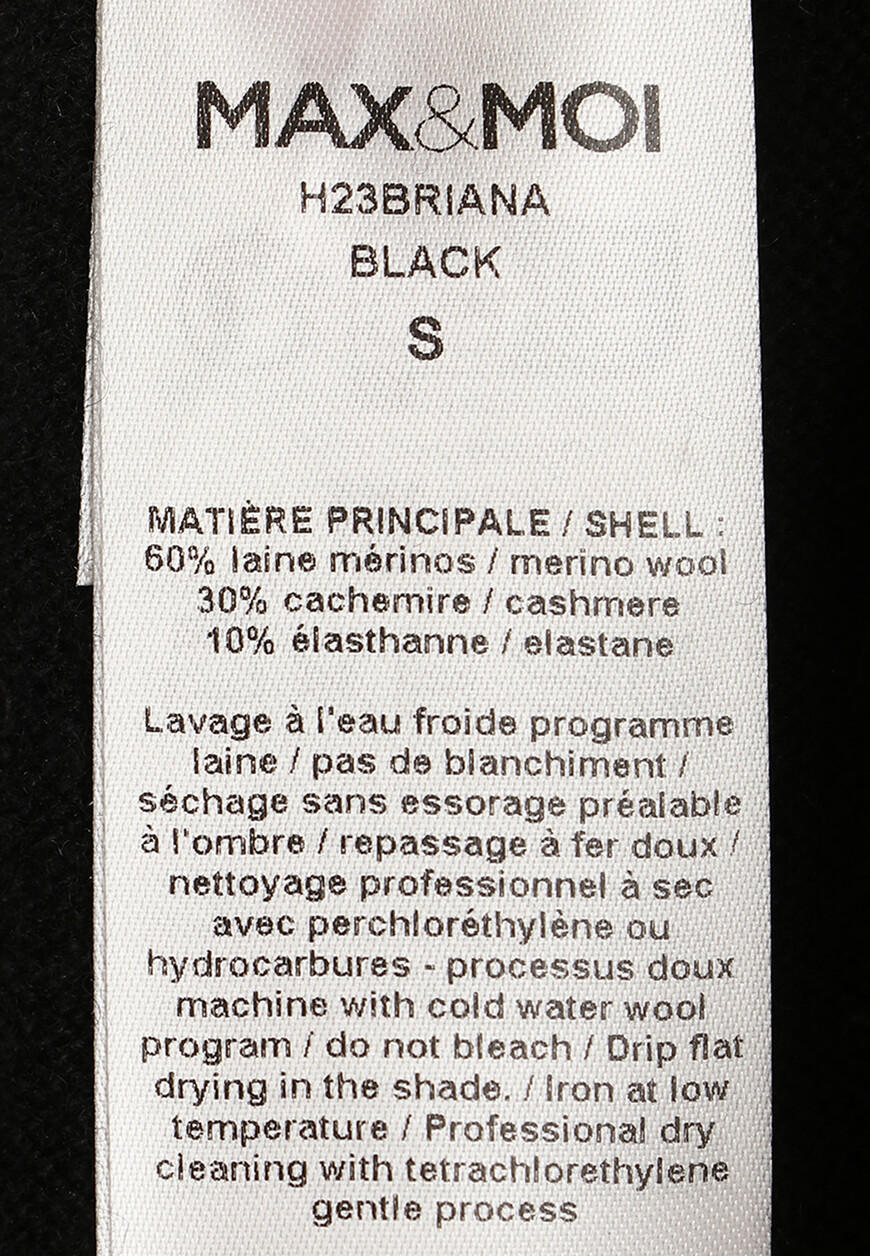 MAX&MOI
H23BRIANA
BLACK
S
MATIÈRE PRINCIPALE / SHELL :
60% laine mérinos / merino wool
30% cachemire / cashmere
10% élasthanne / elastane
Lavage à l'eau froide programme
laine / pas de blanchiment /
séchage sans essorage préalable
à l'ombre / repassage à fer doux /
nettoyage professionnel à sec
avec perchloréthylène ou
hydrocarbures - processus doux
machine with cold water wool
program / do not bleach / Drip flat
drying in the shade. / Iron at low
temperature / Professional dry
cleaning with tetrachlorethylene
gentle process